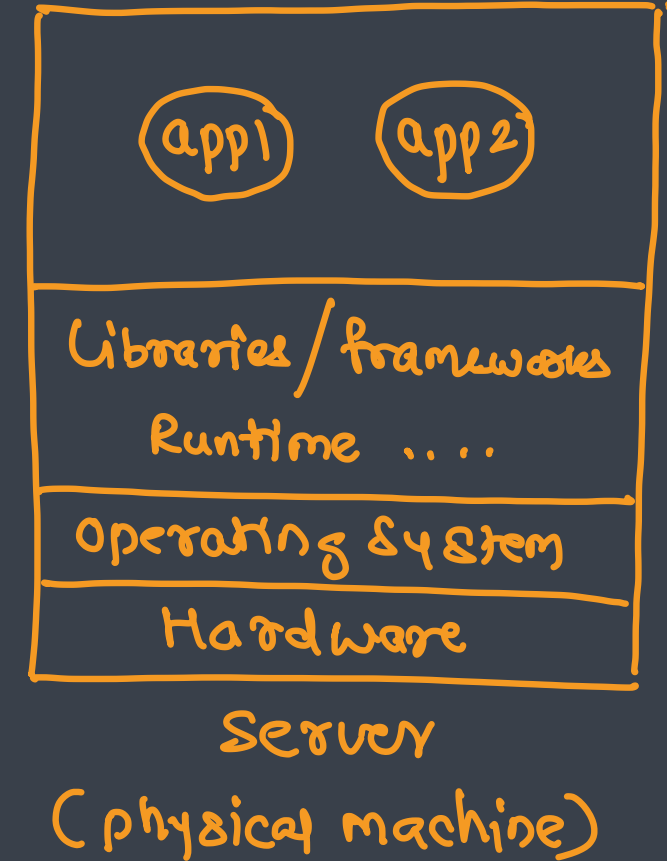 app1 app2
Libraries/frameworks
Runtime ....
Operating System
Hardware
Server
(physical machine)